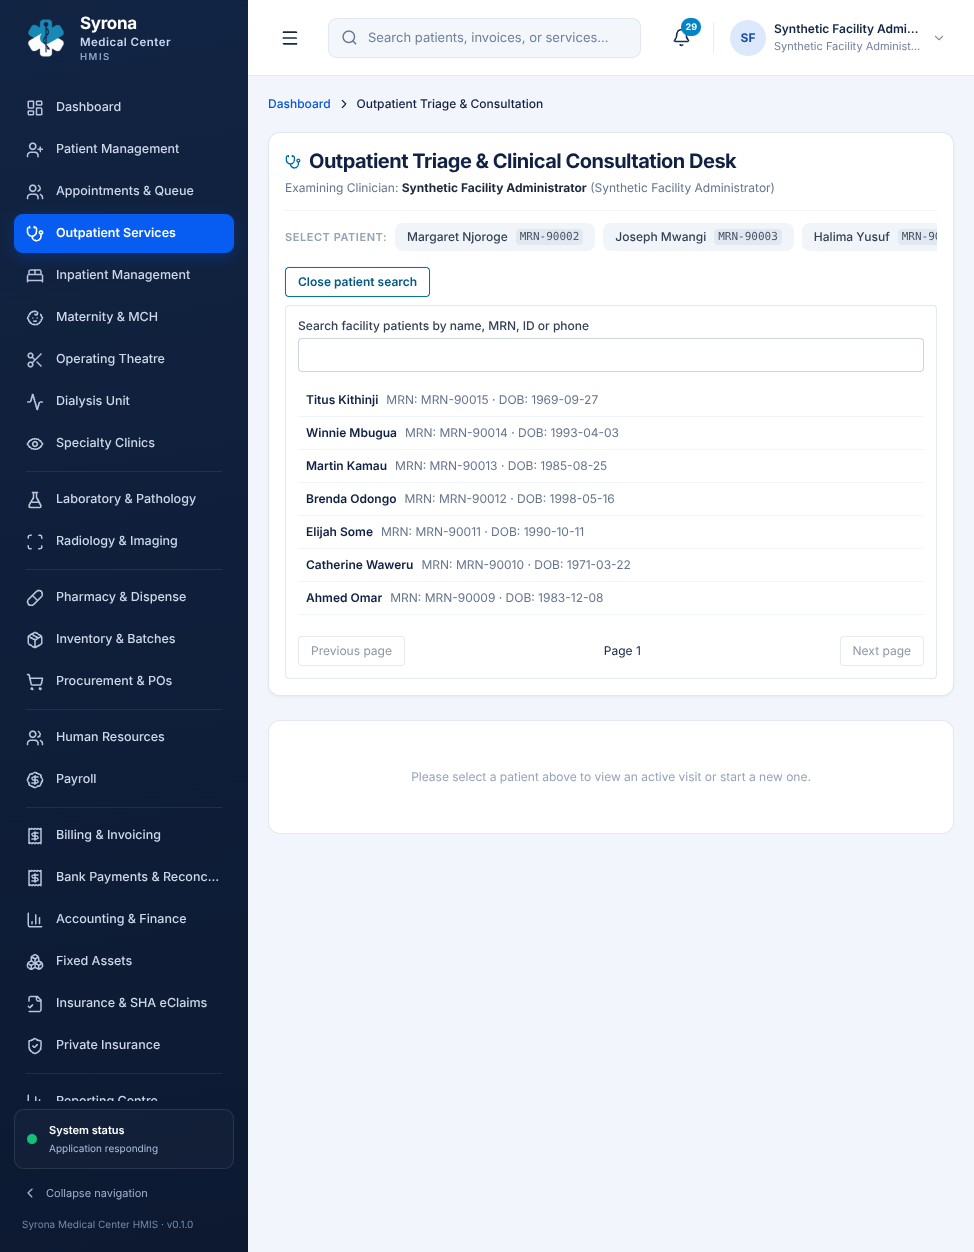 Syrona
Medical Center
HMIS
Dashboard
Patient Management
Appointments & Queue
Outpatient Services
Inpatient Management
Maternity & MCH
Operating Theatre
Dialysis Unit
Specialty Clinics
Laboratory & Pathology
Radiology & Imaging
Pharmacy & Dispense
Inventory & Batches
Procurement & POs
Human Resources
Payroll
Billing & Invoicing
Bank Payments & Reconc...
Accounting & Finance
Fixed Assets
Insurance & SHA eClaims
Private Insurance
Reporting Centre
System status
Application responding
Collapse navigation
Syrona Medical Center HMIS · v0.1.0
Search patients, invoices, or services...
29
SF
Synthetic Facility Admi...
Synthetic Facility Administ...
Dashboard > Outpatient Triage & Consultation
Outpatient Triage & Clinical Consultation Desk
Examining Clinician: Synthetic Facility Administrator (Synthetic Facility Administrator)
SELECT PATIENT: Margaret Njoroge MRN-90002 Joseph Mwangi MRN-90003 Halima Yusuf MRN-90
Close patient search
Search facility patients by name, MRN, ID or phone
Titus Kithinji MRN: MRN-90015 · DOB: 1969-09-27
Winnie Mbugua MRN: MRN-90014 · DOB: 1993-04-03
Martin Kamau MRN: MRN-90013 · DOB: 1985-08-25
Brenda Odongo MRN: MRN-90012 · DOB: 1998-05-16
Elijah Some MRN: MRN-90011 · DOB: 1990-10-11
Catherine Waweru MRN: MRN-90010 · DOB: 1971-03-22
Ahmed Omar MRN: MRN-90009 · DOB: 1983-12-08
Previous page Page 1 Next page
Please select a patient above to view an active visit or start a new one.